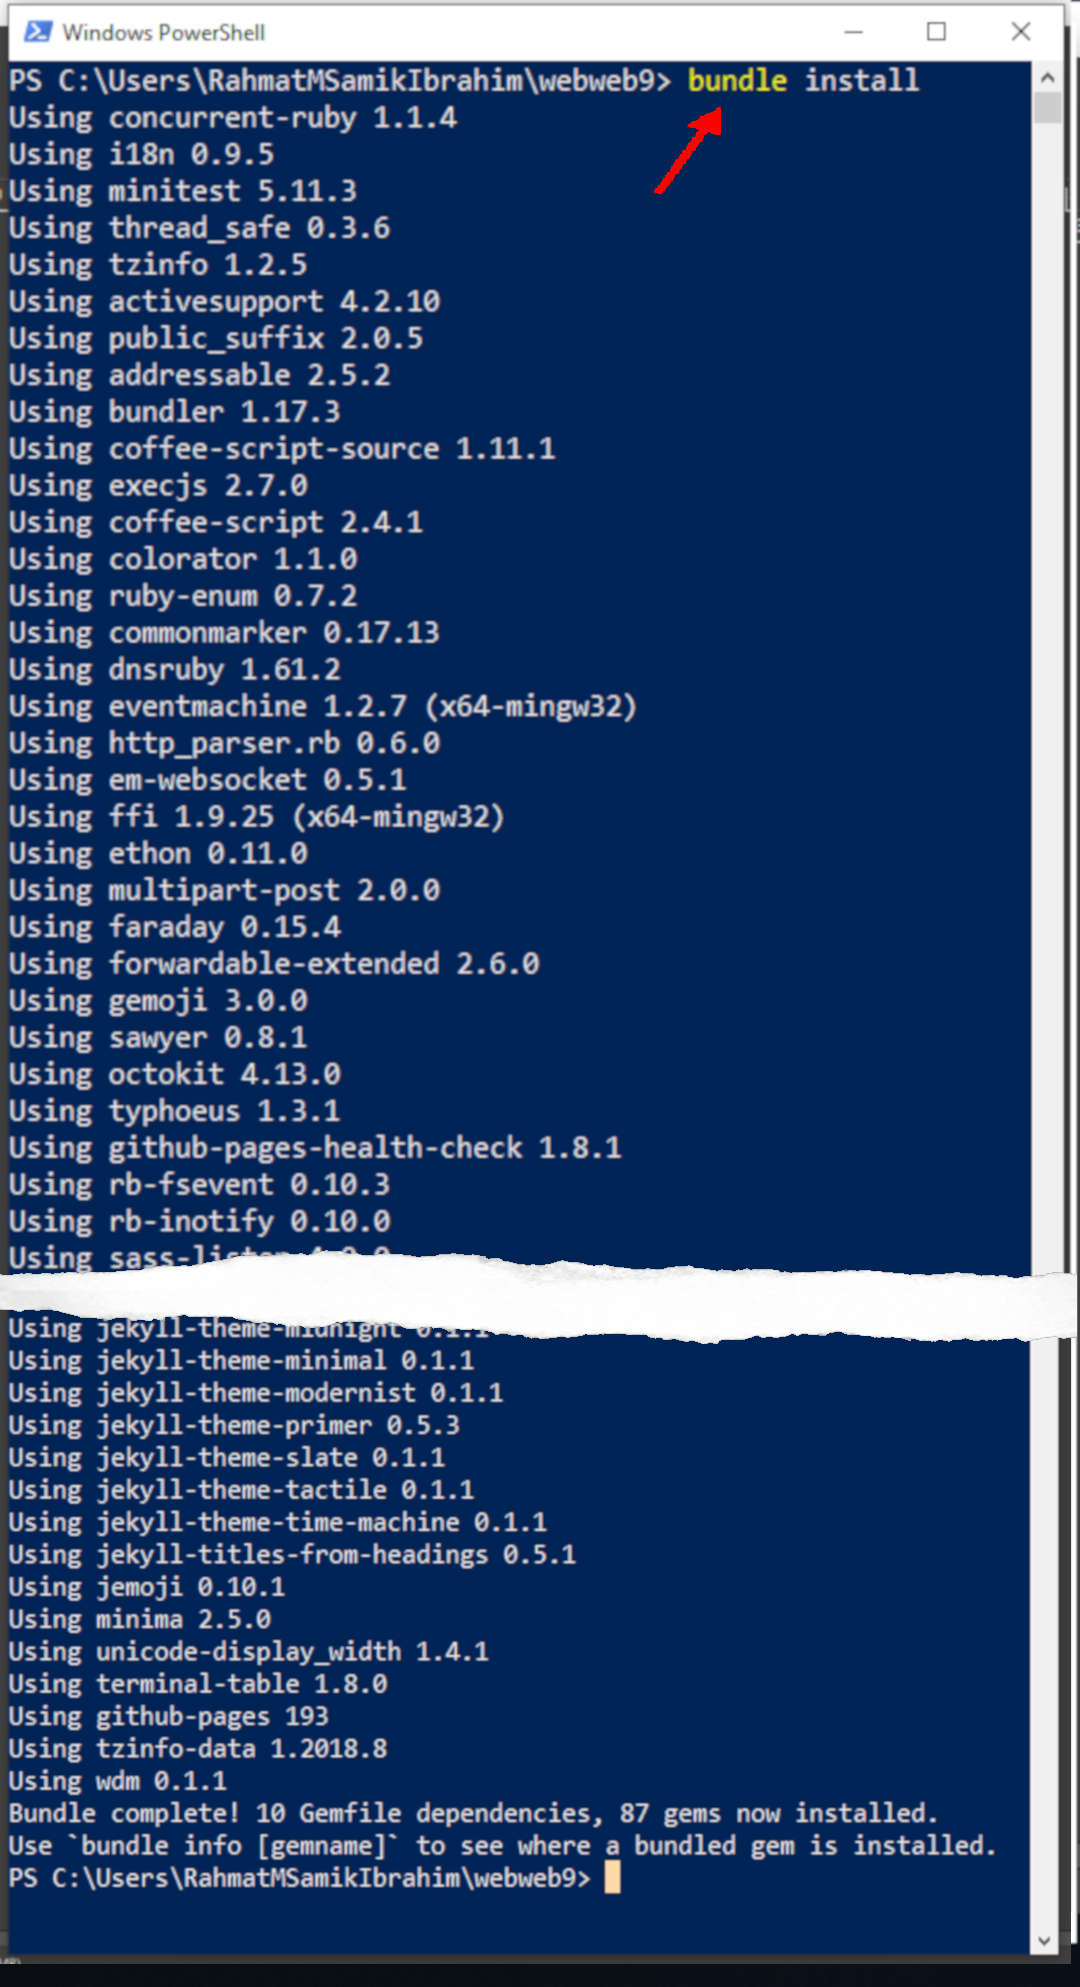 Windows PowerShell
PS C:\Users\RahmatMSamikIbrahim\webweb9> bundle install
Using concurrent-ruby 1.1.4
Using i18n 0.9.5
Using minitest 5.11.3
Using thread_safe 0.3.6
Using tzinfo 1.2.5
Using activesupport 4.2.10
Using public_suffix 2.0.5
Using addressable 2.5.2
Using bundler 1.17.3
Using coffee-script-source 1.11.1
Using execjs 2.7.0
Using coffee-script 2.4.1
Using colorator 1.1.0
Using ruby-enum 0.7.2
Using commonmarker 0.17.13
Using dnsruby 1.61.2
Using eventmachine 1.2.7 (x64-mingw32)
Using http_parser.rb 0.6.0
Using em-websocket 0.5.1
Using ffi 1.9.25 (x64-mingw32)
Using ethon 0.11.0
Using multipart-post 2.0.0
Using faraday 0.15.4
Using forwardable-extended 2.6.0
Using gemoji 3.0.0
Using sawyer 0.8.1
Using octokit 4.13.0
Using typhoeus 1.3.1
Using github-pages-health-check 1.8.1
Using rb-fsevent 0.10.3
Using rb-inotify 0.10.0
Using sass-listen 4.0.0
Using jekyll-theme-midnight 0.1.1
Using jekyll-theme-minimal 0.1.1
Using jekyll-theme-modernist 0.1.1
Using jekyll-theme-primer 0.5.3
Using jekyll-theme-slate 0.1.1
Using jekyll-theme-tactile 0.1.1
Using jekyll-theme-time-machine 0.1.1
Using jekyll-titles-from-headings 0.5.1
Using jemoji 0.10.1
Using minima 2.5.0
Using unicode-display_width 1.4.1
Using terminal-table 1.8.0
Using github-pages 193
Using tzinfo-data 1.2018.8
Using wdm 0.1.1
Bundle complete! 10 Gemfile dependencies, 87 gems now installed.
Use `bundle info [gemname]` to see where a bundled gem is installed.
PS C:\Users\RahmatMSamikIbrahim\webweb9>